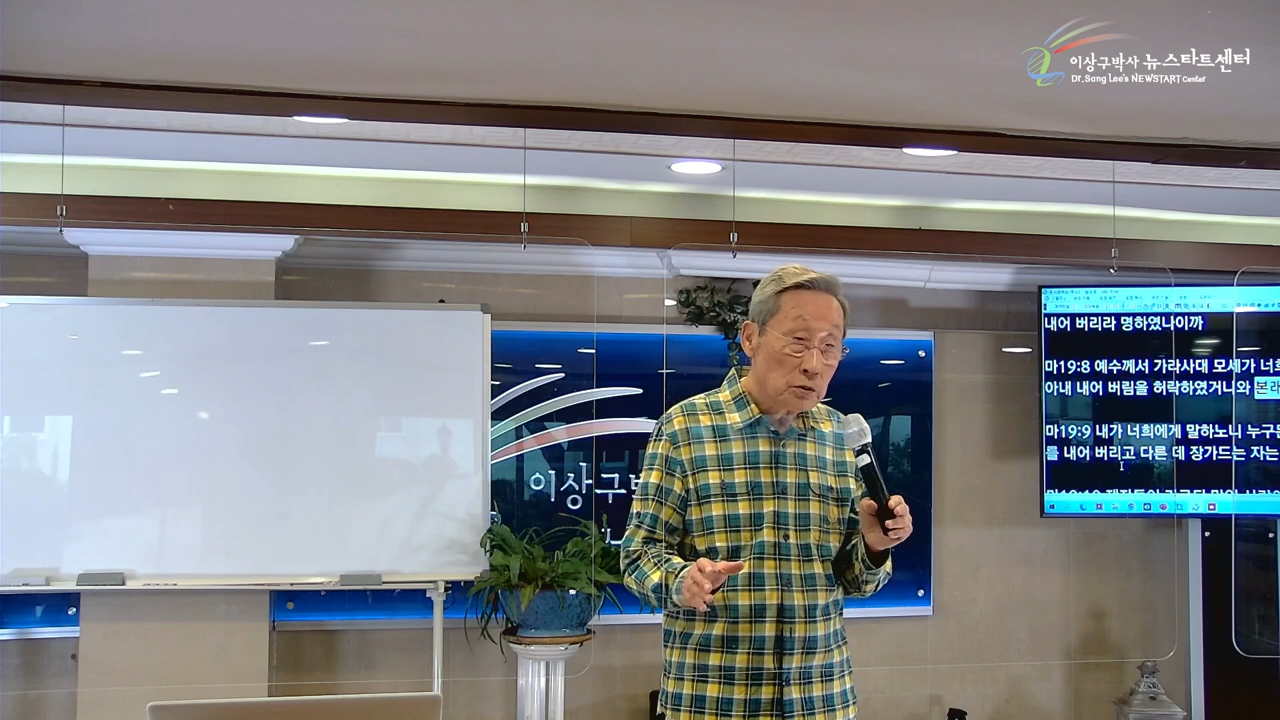 이상구박사 뉴스타트센터
Dr. Sang Lee's NEWSTART Center
내어 버리라 명하였나이까
마19:8 예수께서 가라사대 모세가 너희
아내 내어 버림을 허락하였거니와 본래
마19:9 내가 너희에게 말하노니 누구든
를 내어 버리고 다른 데 장가드는 자는
이상구박